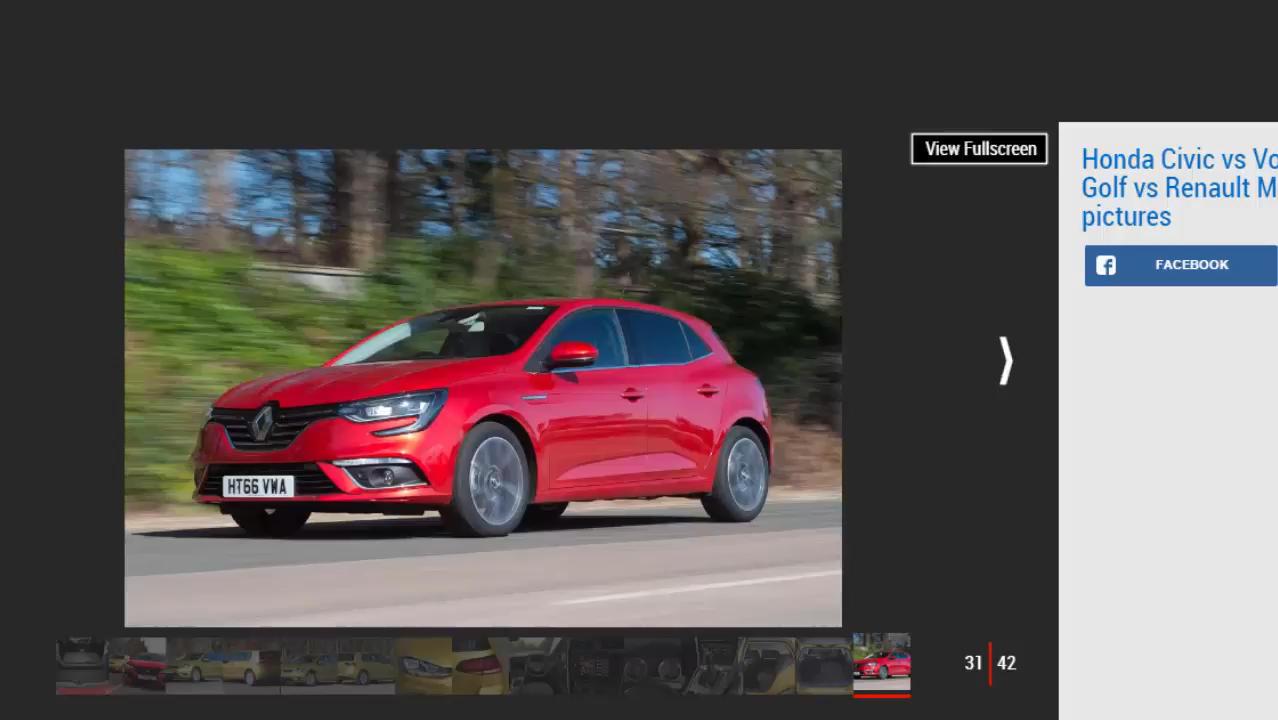 View Fullscreen
Honda Civic vs Vo
Golf vs Renault M
pictures
FACEBOOK
HT66 VWA
31 42